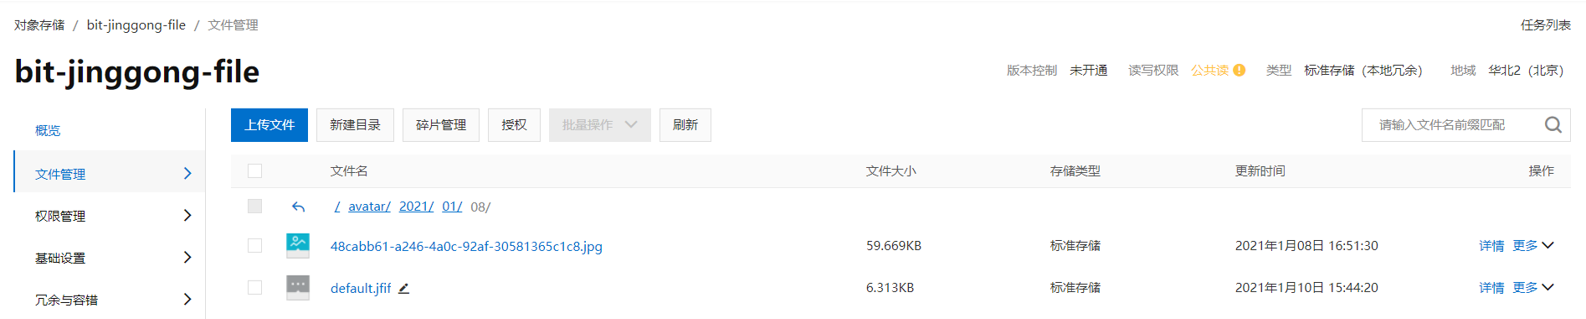 对象存储 / bit-jinggong-file / 文件管理 任务列表
bit-jinggong-file 版本控制 未开通 读写权限 公共读 类型 标准存储（本地冗余） 地域 华北2（北京）
概览 上传文件 新建目录 碎片管理 授权 批量操作 刷新 请输入文件名前缀匹配
文件管理 文件名 文件大小 存储类型 更新时间 操作
权限管理 / avatar/ 2021/ 01/ 08/
基础设置 48cabb61-a246-4a0c-92af-30581365c1c8.jpg 59.669KB 标准存储 2021年1月08日 16:51:30 详情 更多
冗余与容错 default.jfif 6.313KB 标准存储 2021年1月10日 15:44:20 详情 更多